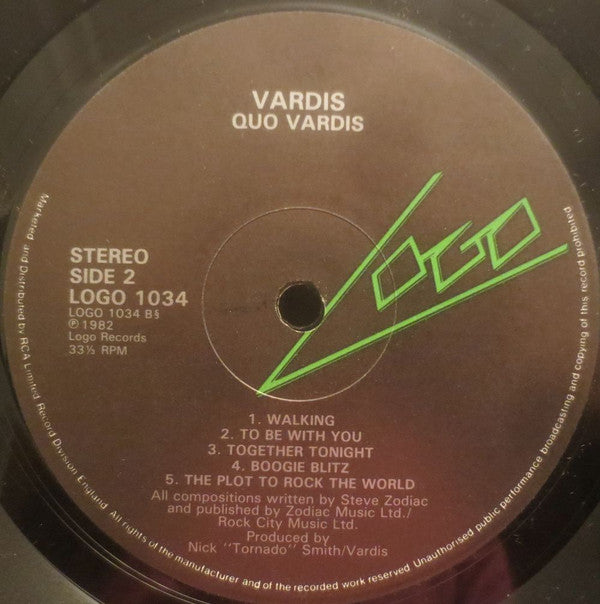 VARDIS
QUO VARDIS
LOGO
STEREO
SIDE 2
LOGO 1034
LOGO 1034 B§
℗ 1982
Logo Records
33⅓ RPM
1. WALKING
2. TO BE WITH YOU
3. TOGETHER TONIGHT
4. BOOGIE BLITZ
5. THE PLOT TO ROCK THE WORLD
All compositions written by Steve Zodiac
and published by Zodiac Music Ltd./
Rock City Music Ltd.
Produced by
Nick "Tornado" Smith/Vardis
Marketed and Distributed by RCA Limited Record Division England. All rights of the manufacturer and of the recorded work reserved Unauthorised public performance broadcasting and copying of this record prohibited